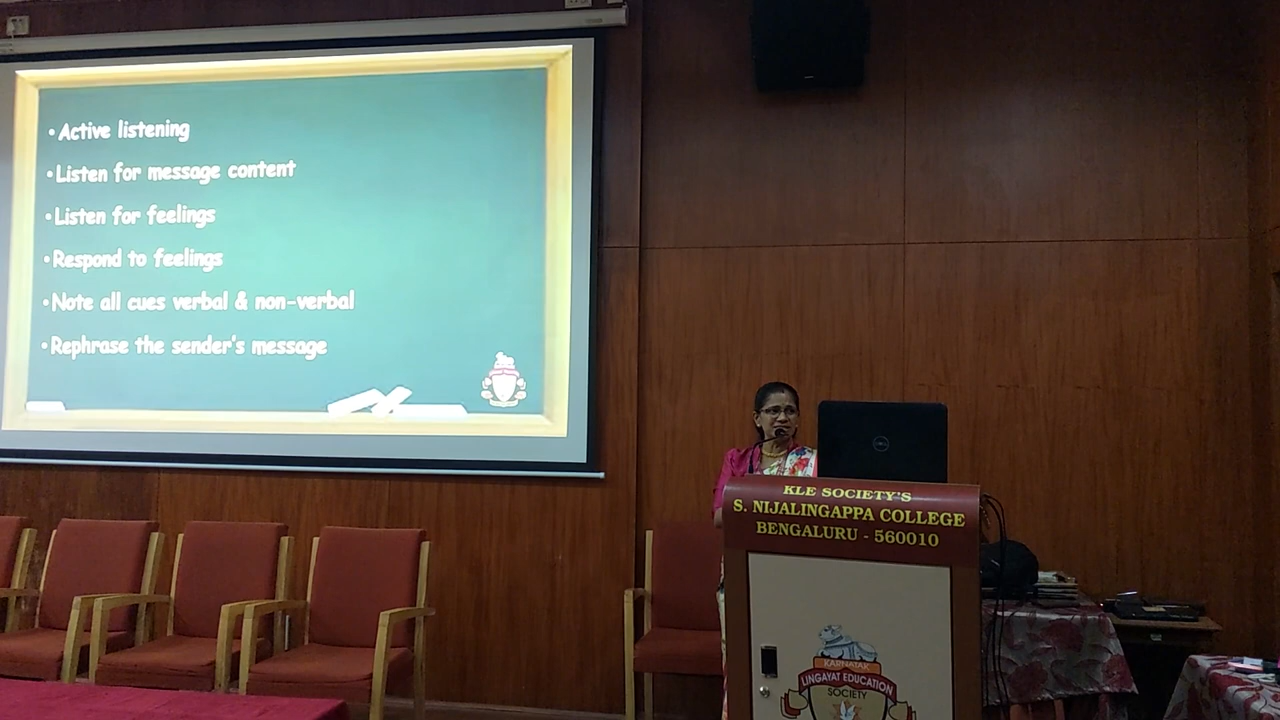 • Active listening
• Listen for message content
• Listen for feelings
• Respond to feelings
• Note all cues verbal & non-verbal
• Rephrase the sender's message
KLE SOCIETY'S
S. NIJALINGAPPA COLLEGE
BENGALURU - 560010
KARNATAK
LINGAYAT EDUCATION
SOCIETY
DELL